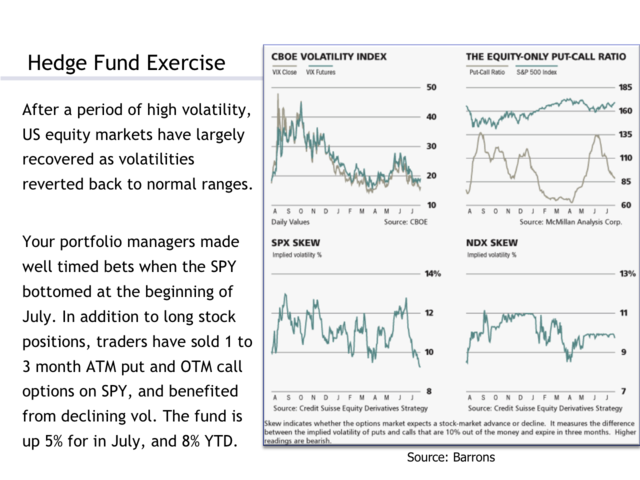 Hedge Fund Exercise
After a period of high volatility,
US equity markets have largely
recovered as volatilities
reverted back to normal ranges.
Your portfolio managers made
well timed bets when the SPY
bottomed at the beginning of
July. In addition to long stock
positions, traders have sold 1 to
3 month ATM put and OTM call
options on SPY, and benefited
from declining vol. The fund is
up 5% for in July, and 8% YTD.
CBOE VOLATILITY INDEX
VIX Close VIX Futures
50
40
30
20
10
A S O N D J F M A M J J
Daily Values Source: CBOE
THE EQUITY-ONLY PUT-CALL RATIO
Put-Call Ratio S&P 500 Index
185
160
135
110
85
60
A S O N D J F M A M J J
Source: McMillan Analysis Corp.
SPX SKEW
Implied volatility %
14%
12
10
8
A S O N D J F M A M J J
Source: Credit Suisse Equity Derivatives Strategy
NDX SKEW
Implied volatility %
13%
11
9
7
A S O N D J F M A M J J
Source: Credit Suisse Equity Derivatives Strategy
Skew indicates whether the options market expects a stock-market advance or decline. It measures the difference
between the implied volatility of puts and calls that are 10% out of the money and expire in three months. Higher
readings are bearish.
Source: Barrons